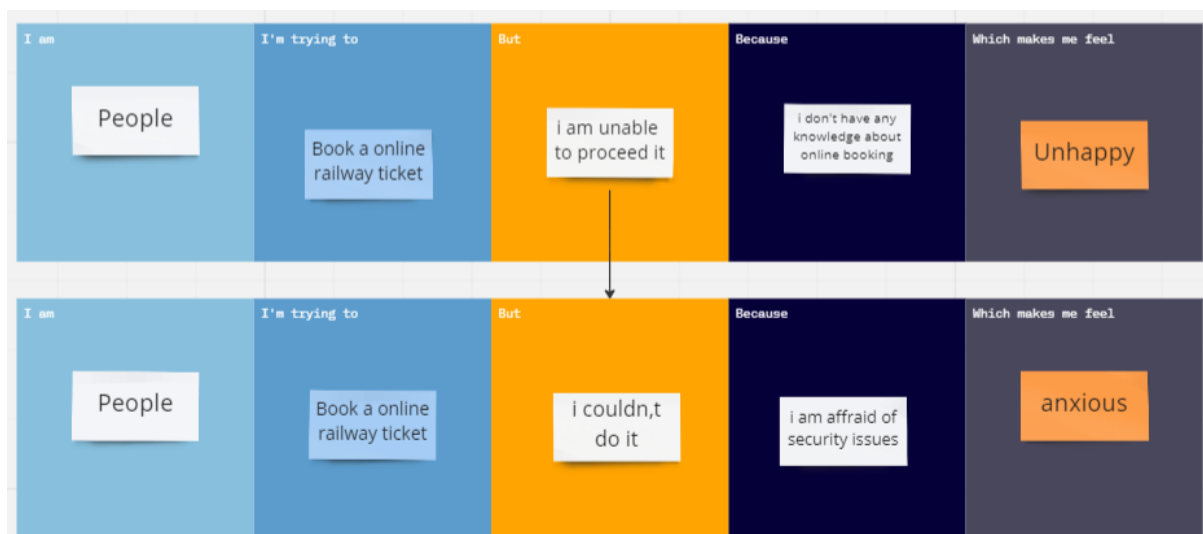 I am
I'm trying to
But
Because
Which makes me feel
People
Book a online
railway ticket
i am unable
to proceed it
i don't have any
knowledge about
online booking
Unhappy
I am
I'm trying to
But
Because
Which makes me feel
People
Book a online
railway ticket
i couldn,t
do it
i am affraid of
security issues
anxious